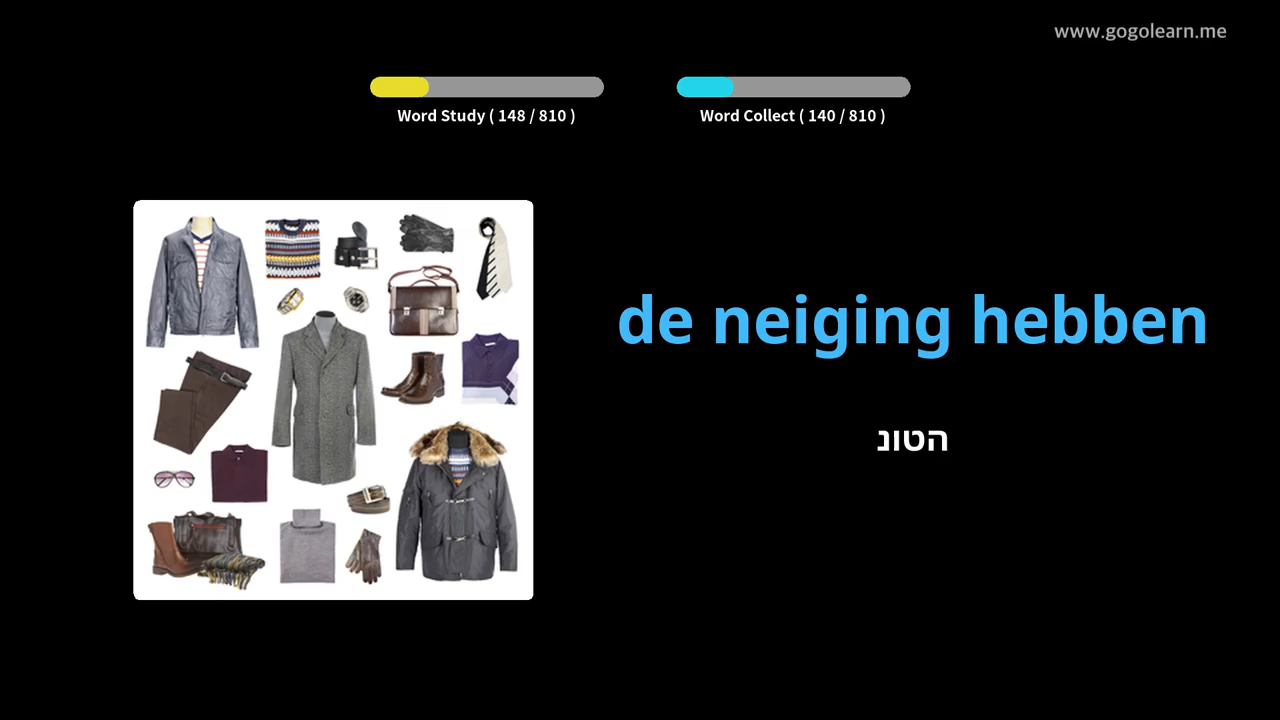 www.gogolearn.me
Word Study ( 148 / 810 )
Word Collect ( 140 / 810 )
de neiging hebben
הטונ